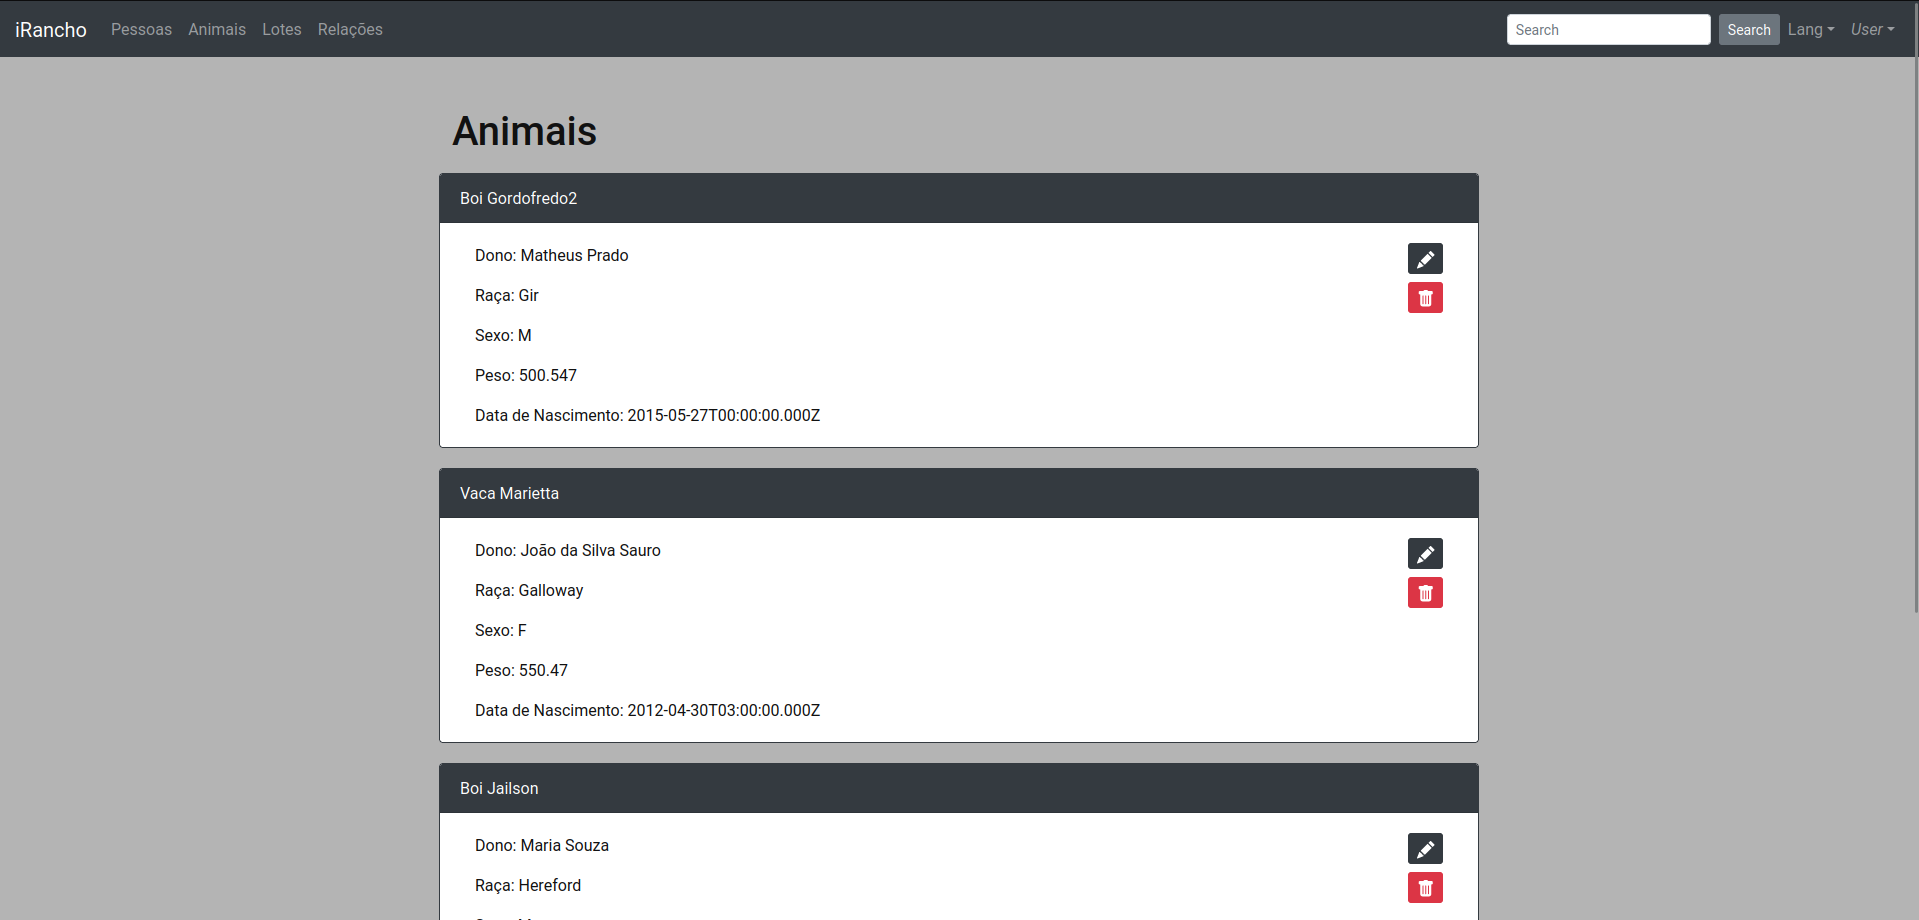 iRancho Pessoas Animais Lotes Relações Search Search Lang User
Animais
Boi Gordofredo2
Dono: Matheus Prado
Raça: Gir
Sexo: M
Peso: 500.547
Data de Nascimento: 2015-05-27T00:00:00.000Z
Vaca Marietta
Dono: João da Silva Sauro
Raça: Galloway
Sexo: F
Peso: 550.47
Data de Nascimento: 2012-04-30T03:00:00.000Z
Boi Jailson
Dono: Maria Souza
Raça: Hereford